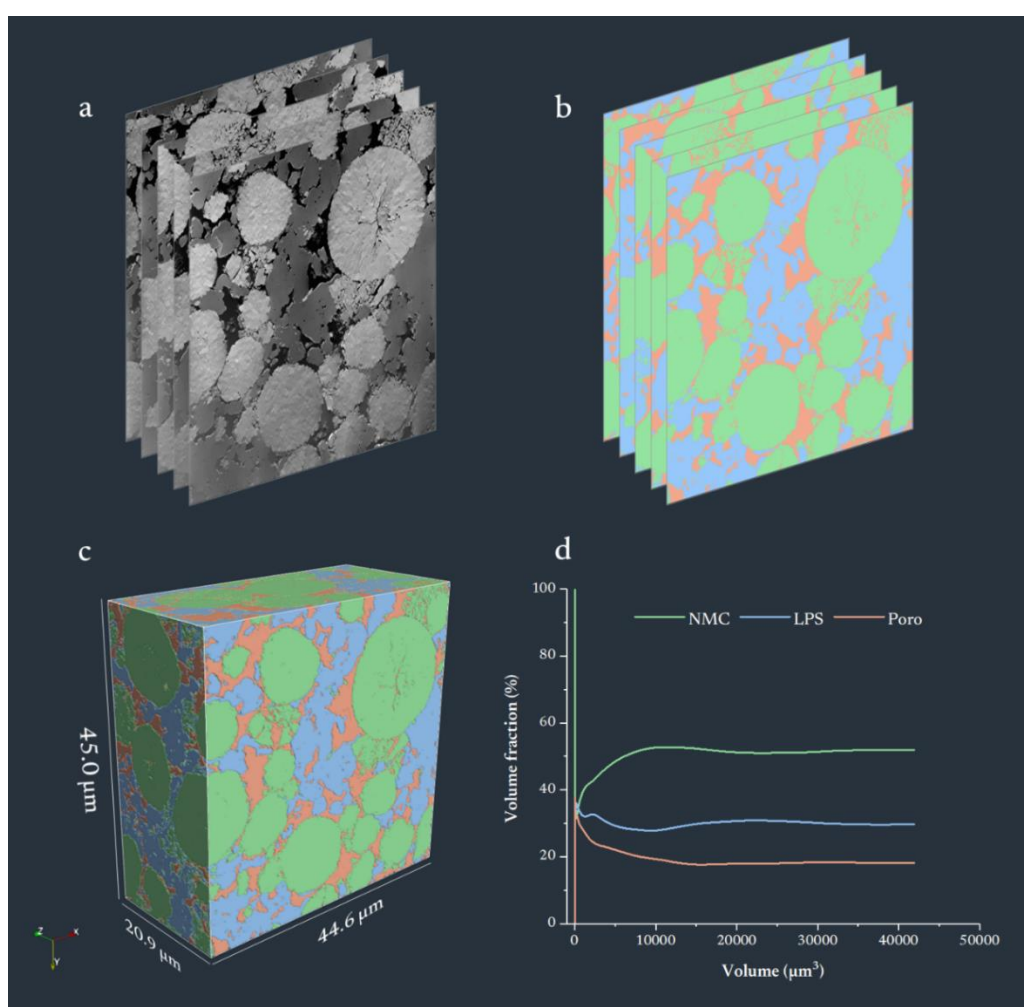 a
b
c
45.0 μm
20.9 μm
44.6 μm
Z
X
Y
d
NMC
LPS
Poro
100
80
60
40
20
0
Volume fraction (%)
0
10000
20000
30000
40000
50000
Volume (μm³)